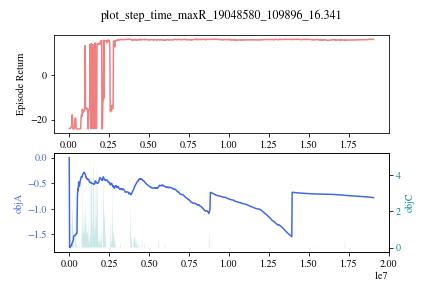 plot_step_time_maxR_19048580_109896_16.341
Episode Return
0
−20
0.00 0.25 0.50 0.75 1.00 1.25 1.50 1.75
objA
0.0
−0.5
−1.0
−1.5
objC
4
2
0
0.00 0.25 0.50 0.75 1.00 1.25 1.50 1.75 2.00
1e7